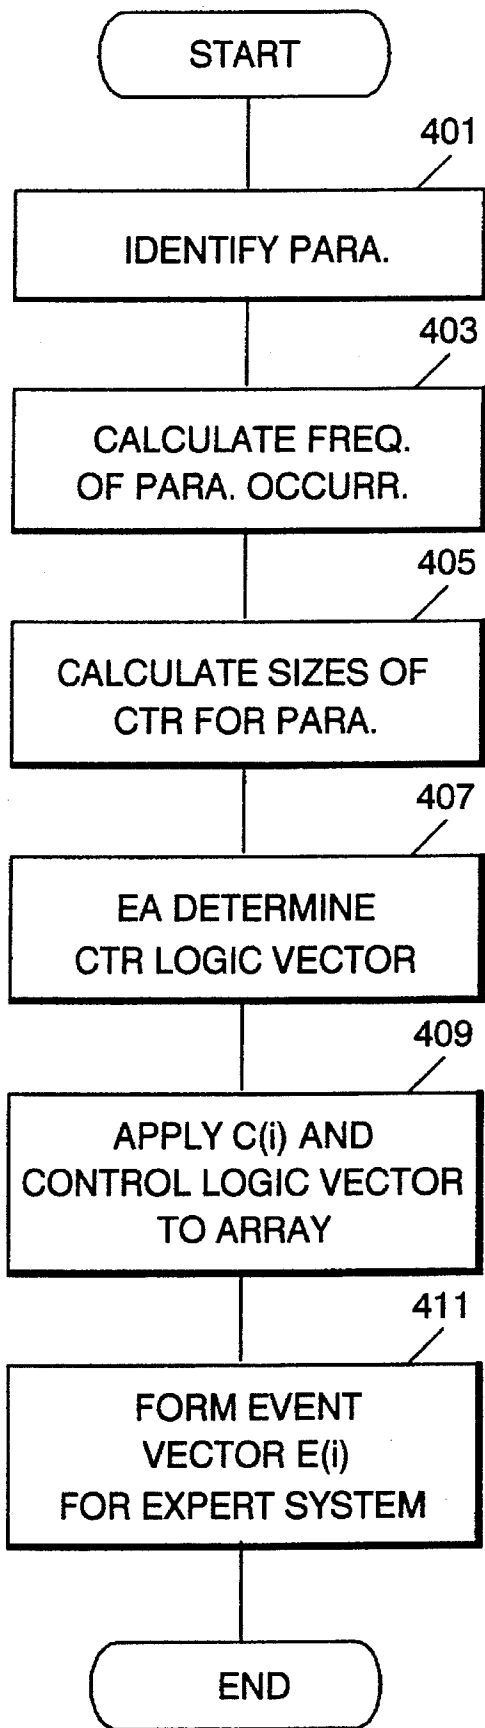 START
401
IDENTIFY PARA.
403
CALCULATE FREQ.
OF PARA. OCCURR.
405
CALCULATE SIZES OF
CTR FOR PARA.
407
EA DETERMINE
CTR LOGIC VECTOR
409
APPLY C(i) AND
CONTROL LOGIC VECTOR
TO ARRAY
411
FORM EVENT
VECTOR E(i)
FOR EXPERT SYSTEM
END